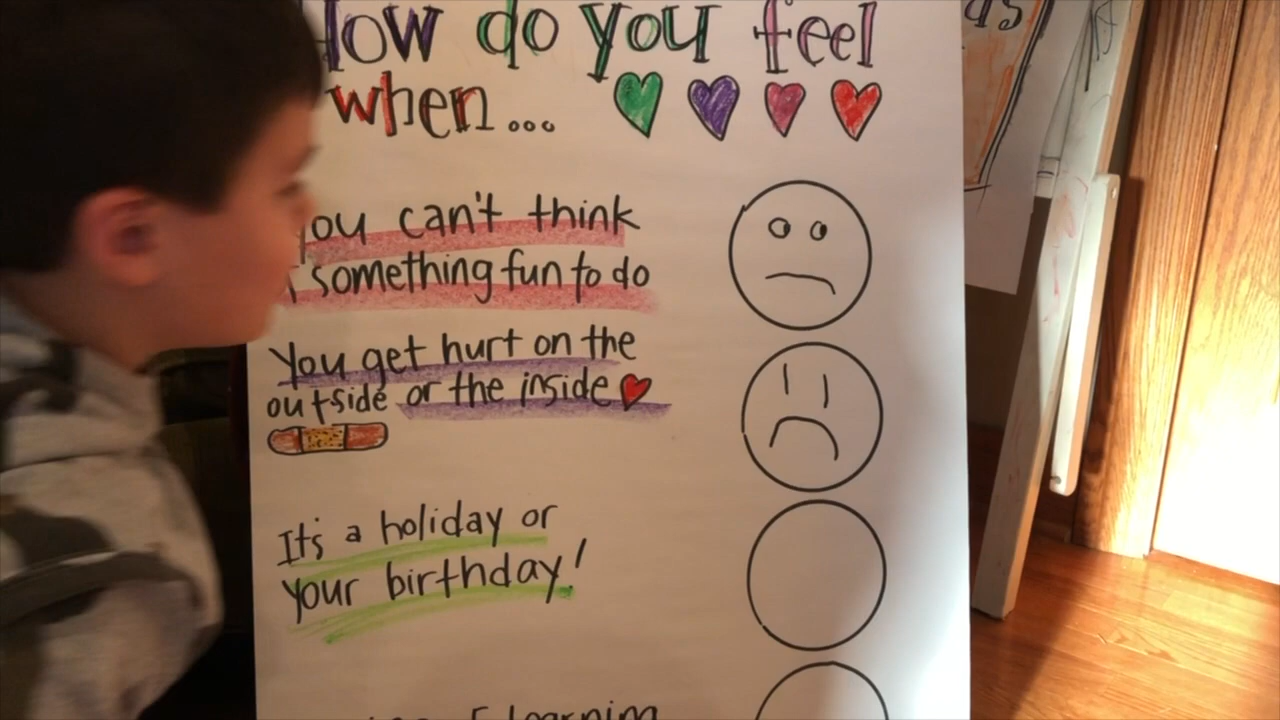 How do you feel
when...
you can't think
something fun to do
You get hurt on the
outside or the inside
It's a holiday or
your birthday!
learning